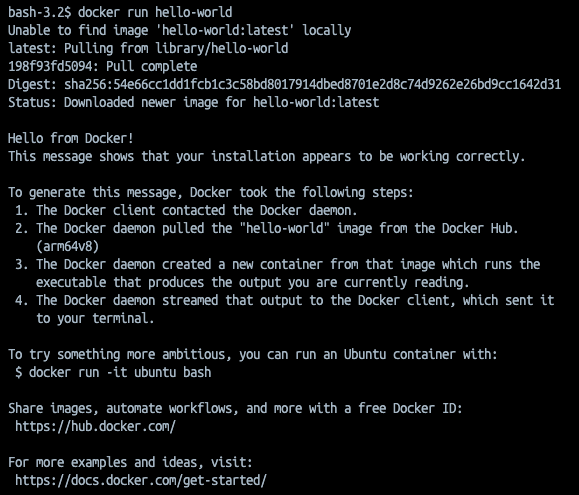 bash-3.2$ docker run hello-world
Unable to find image 'hello-world:latest' locally
latest: Pulling from library/hello-world
198f93fd5094: Pull complete
Digest: sha256:54e66cc1dd1fcb1c3c58bd8017914dbed8701e2d8c74d9262e26bd9cc1642d31
Status: Downloaded newer image for hello-world:latest

Hello from Docker!
This message shows that your installation appears to be working correctly.

To generate this message, Docker took the following steps:
 1. The Docker client contacted the Docker daemon.
 2. The Docker daemon pulled the "hello-world" image from the Docker Hub.
    (arm64v8)
 3. The Docker daemon created a new container from that image which runs the
    executable that produces the output you are currently reading.
 4. The Docker daemon streamed that output to the Docker client, which sent it
    to your terminal.

To try something more ambitious, you can run an Ubuntu container with:
 $ docker run -it ubuntu bash

Share images, automate workflows, and more with a free Docker ID:
 https://hub.docker.com/

For more examples and ideas, visit:
 https://docs.docker.com/get-started/